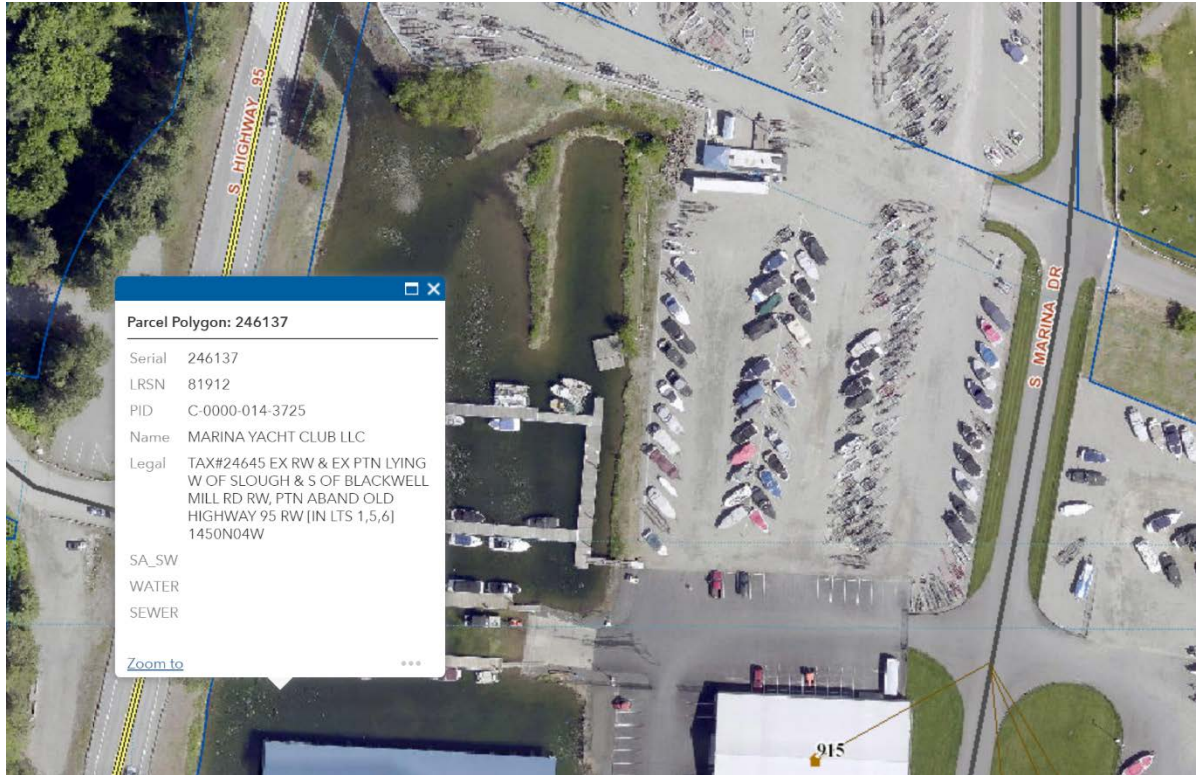 S HIGHWAY 95
Parcel Polygon: 246137
Serial 246137
LRSN 81912
PID C-0000-014-3725
Name MARINA YACHT CLUB LLC
Legal TAX#24645 EX RW & EX PTN LYING
W OF SLOUGH & S OF BLACKWELL
MILL RD RW, PTN ABAND OLD
HIGHWAY 95 RW [IN LTS 1,5,6]
1450N04W
SA_SW
WATER
SEWER
Zoom to
S MARINA DR
915